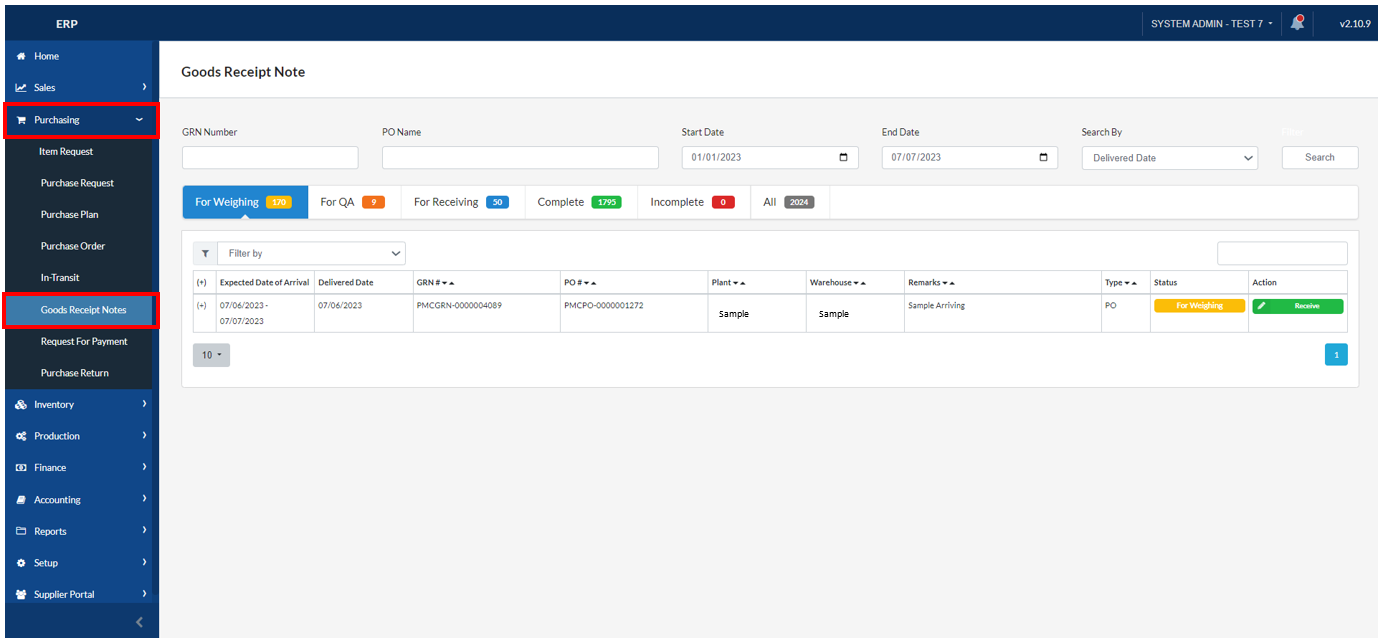 ERP
SYSTEM ADMIN - TEST 7
v2.10.9
Home
Sales
Purchasing
Item Request
Purchase Request
Purchase Plan
Purchase Order
In-Transit
Goods Receipt Notes
Request For Payment
Purchase Return
Inventory
Production
Finance
Accounting
Reports
Setup
Supplier Portal
Goods Receipt Note
GRN Number PO Name Start Date End Date Search By Filter
01/01/2023 07/07/2023 Delivered Date Search
For Weighing 170 For QA 9 For Receiving 50 Complete 1795 Incomplete 0 All 2024
Filter by
(+) Expected Date of Arrival Delivered Date GRN # PO # Plant Warehouse Remarks Type Status Action
(+) 07/06/2023 - 07/06/2023 PMCGRN-0000004089 PMCPO-0000001272 Sample Sample Sample Arriving PO For Weighing Receive
07/07/2023
10 1